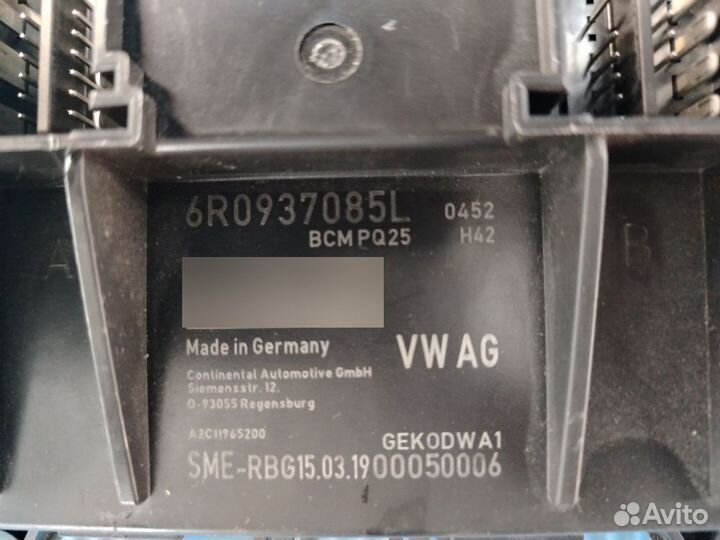 6R0937085L 0452
BCM PQ25 H42
A B
Made in Germany VW AG
Continental Automotive GmbH
Siemensstr. 12.
D-93055 Regensburg
A2C11965200 GEKODWA1
SME-RBG15.03.1900050006
Avito